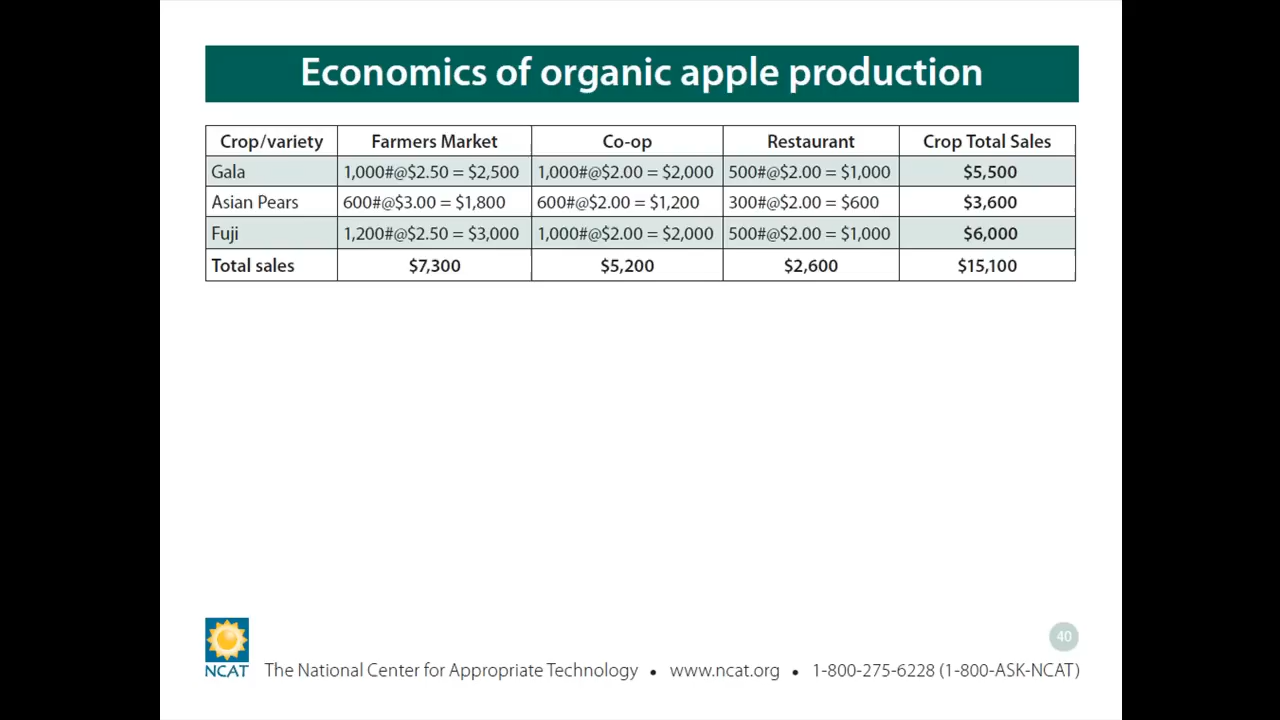 Economics of organic apple production
Crop/variety Farmers Market Co-op Restaurant Crop Total Sales
Gala 1,000#@$2.50 = $2,500 1,000#@$2.00 = $2,000 500#@$2.00 = $1,000 $5,500
Asian Pears 600#@$3.00 = $1,800 600#@$2.00 = $1,200 300#@$2.00 = $600 $3,600
Fuji 1,200#@$2.50 = $3,000 1,000#@$2.00 = $2,000 500#@$2.00 = $1,000 $6,000
Total sales $7,300 $5,200 $2,600 $15,100
40
NCAT The National Center for Appropriate Technology • www.ncat.org • 1-800-275-6228 (1-800-ASK-NCAT)